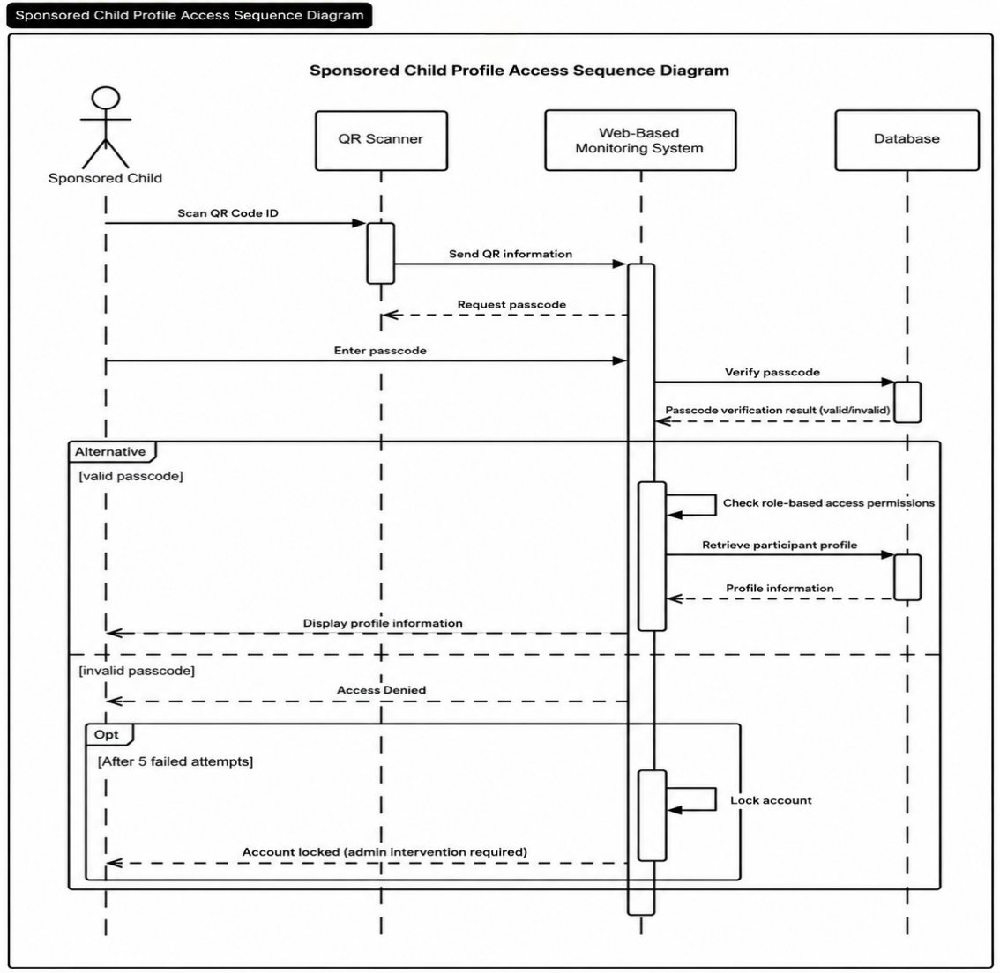 Sponsored Child Profile Access Sequence Diagram
Sponsored Child Profile Access Sequence Diagram
Sponsored Child
QR Scanner
Web-Based
Monitoring System
Database
Scan QR Code ID
Send QR information
Request passcode
Enter passcode
Verify passcode
Passcode verification result (valid/invalid)
Alternative
[valid passcode]
Check role-based access permissions
Retrieve participant profile
Profile information
Display profile information
[invalid passcode]
Access Denied
Opt
[After 5 failed attempts]
Lock account
Account locked (admin intervention required)